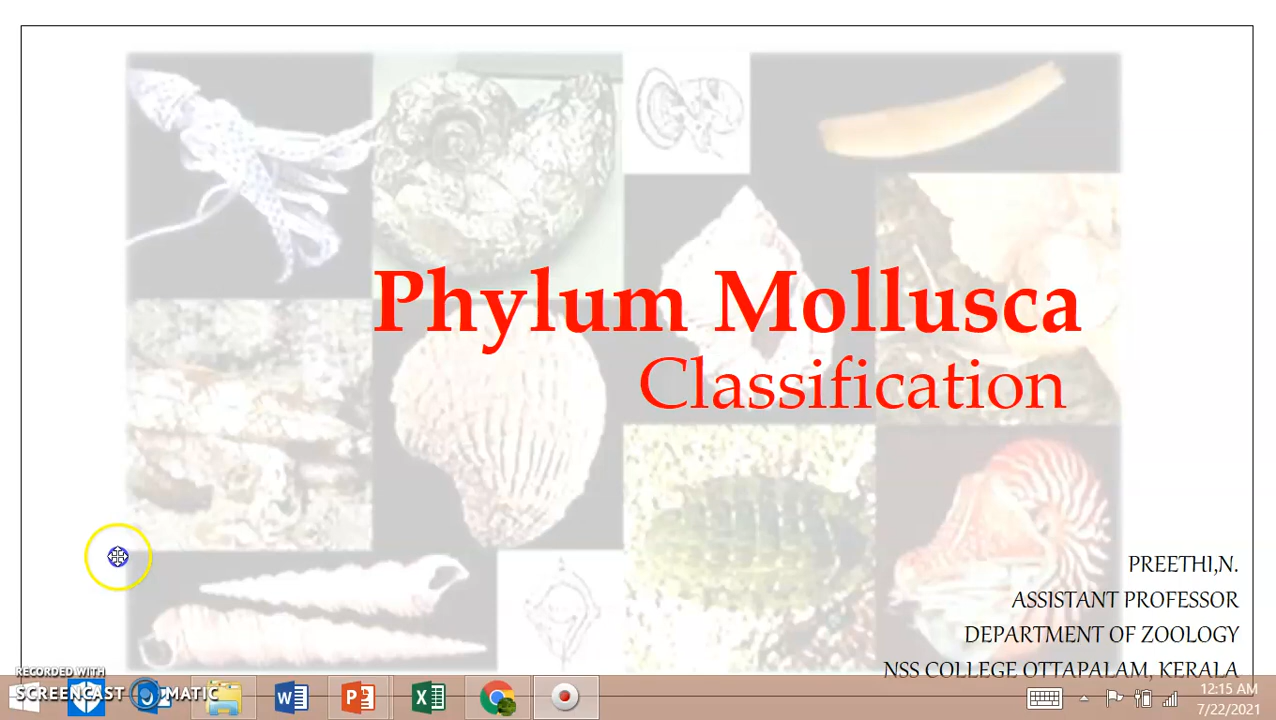 Phylum Mollusca
Classification
PREETHI,N.
ASSISTANT PROFESSOR
DEPARTMENT OF ZOOLOGY
NSS COLLEGE OTTAPALAM, KERALA
RECORDED WITH
SCREENCAST MATIC
12:15 AM
7/22/2021